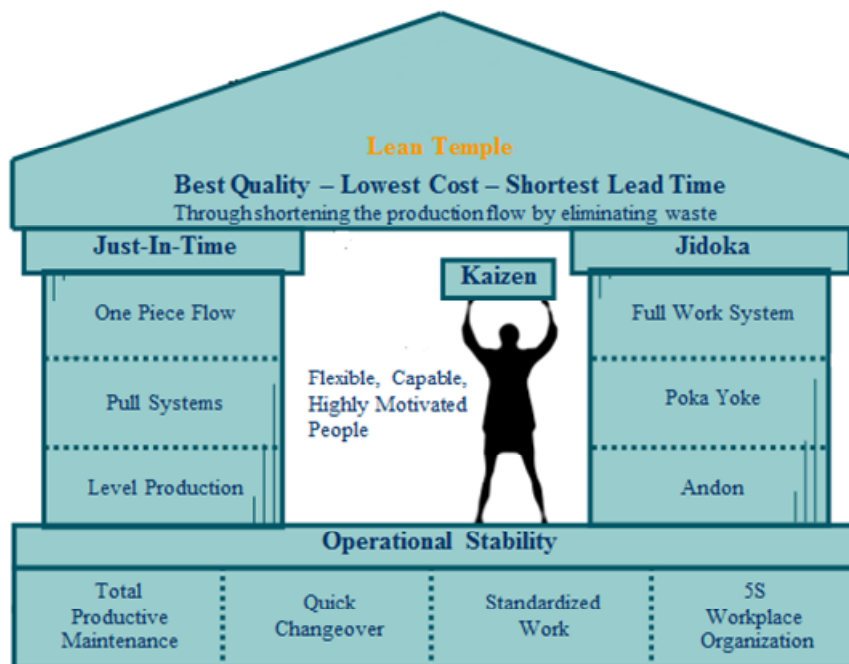 Lean Temple
Best Quality – Lowest Cost – Shortest Lead Time
Through shortening the production flow by eliminating waste
Just-In-Time
Jidoka
Kaizen
One Piece Flow
Pull Systems
Level Production
Flexible, Capable,
Highly Motivated
People
Full Work System
Poka Yoke
Andon
Operational Stability
Total
Productive
Maintenance
Quick
Changeover
Standardized
Work
5S
Workplace
Organization